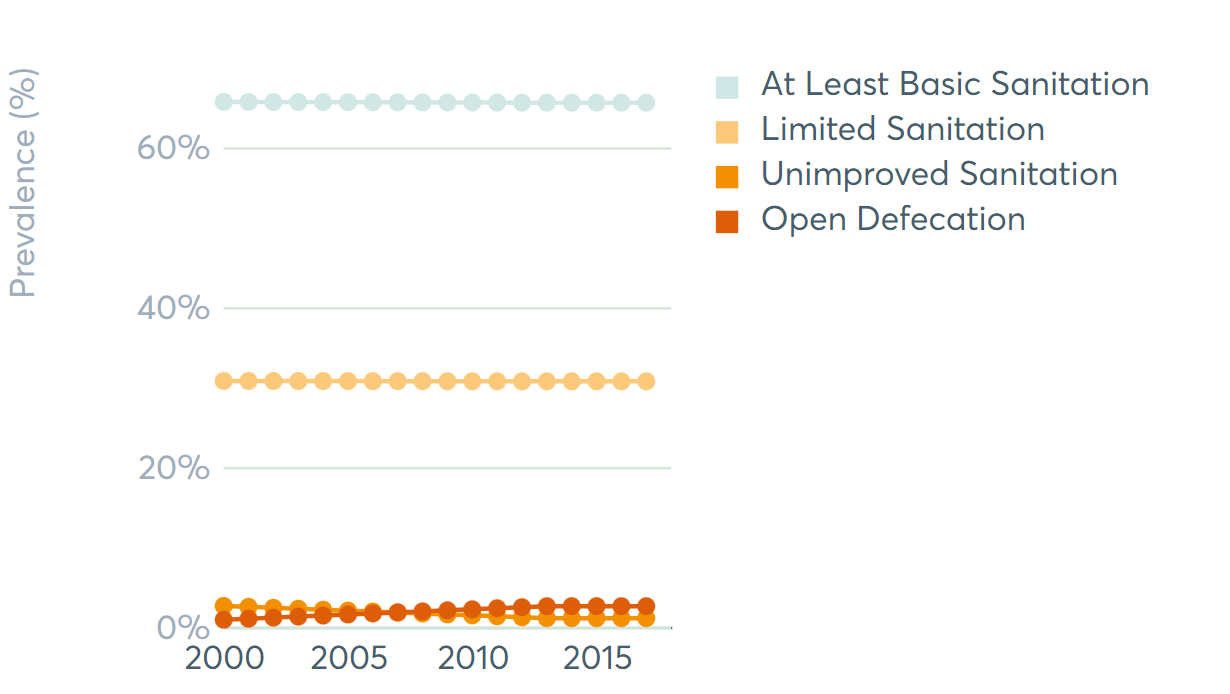 Prevalence (%)
60%
40%
20%
0%
2000 2005 2010 2015
At Least Basic Sanitation
Limited Sanitation
Unimproved Sanitation
Open Defecation